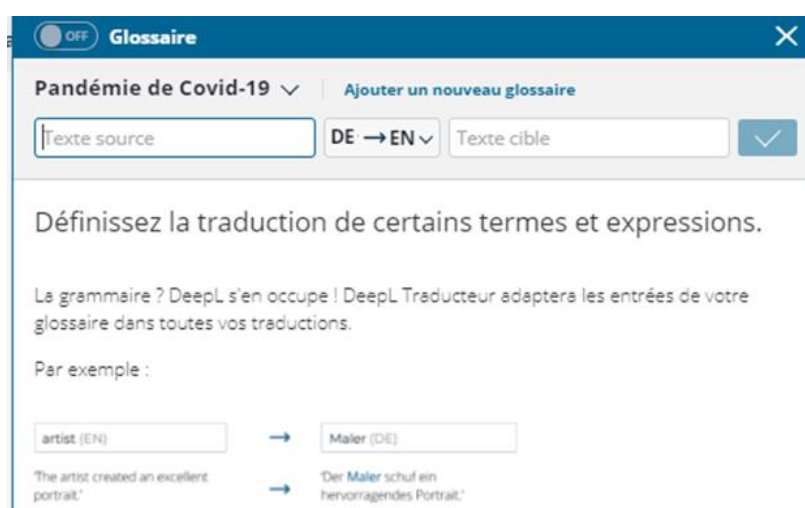 OFF Glossaire
Pandémie de Covid-19 Ajouter un nouveau glossaire
Texte source DE → EN Texte cible
Définissez la traduction de certains termes et expressions.
La grammaire ? DeepL s'en occupe ! DeepL Traducteur adaptera les entrées de votre
glossaire dans toutes vos traductions.
Par exemple :
artist (EN) → Maler (DE)
'The artist created an excellent
portrait.'
→
'Der Maler schuf ein
hervorragendes Portrait.'